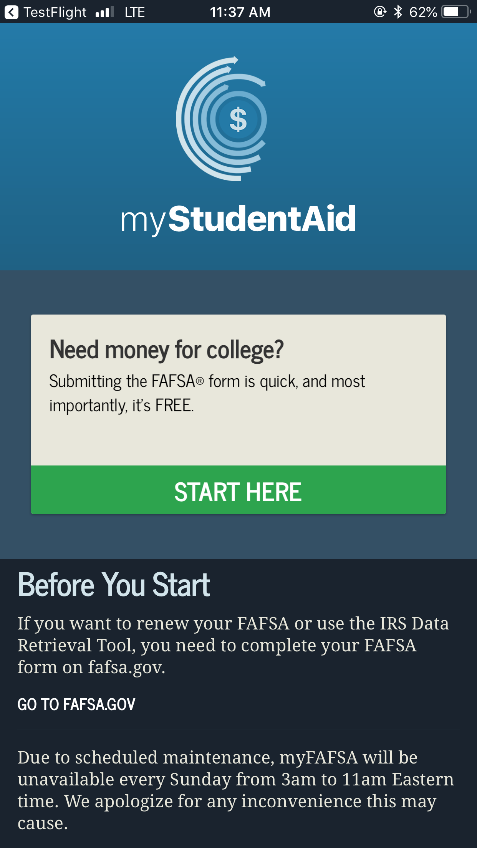 TestFlight LTE 11:37 AM 62%
$
myStudentAid
Need money for college?
Submitting the FAFSA® form is quick, and most
importantly, it's FREE.
START HERE
Before You Start
If you want to renew your FAFSA or use the IRS Data
Retrieval Tool, you need to complete your FAFSA
form on fafsa.gov.
GO TO FAFSA.GOV
Due to scheduled maintenance, myFAFSA will be
unavailable every Sunday from 3am to 11am Eastern
time. We apologize for any inconvenience this may
cause.